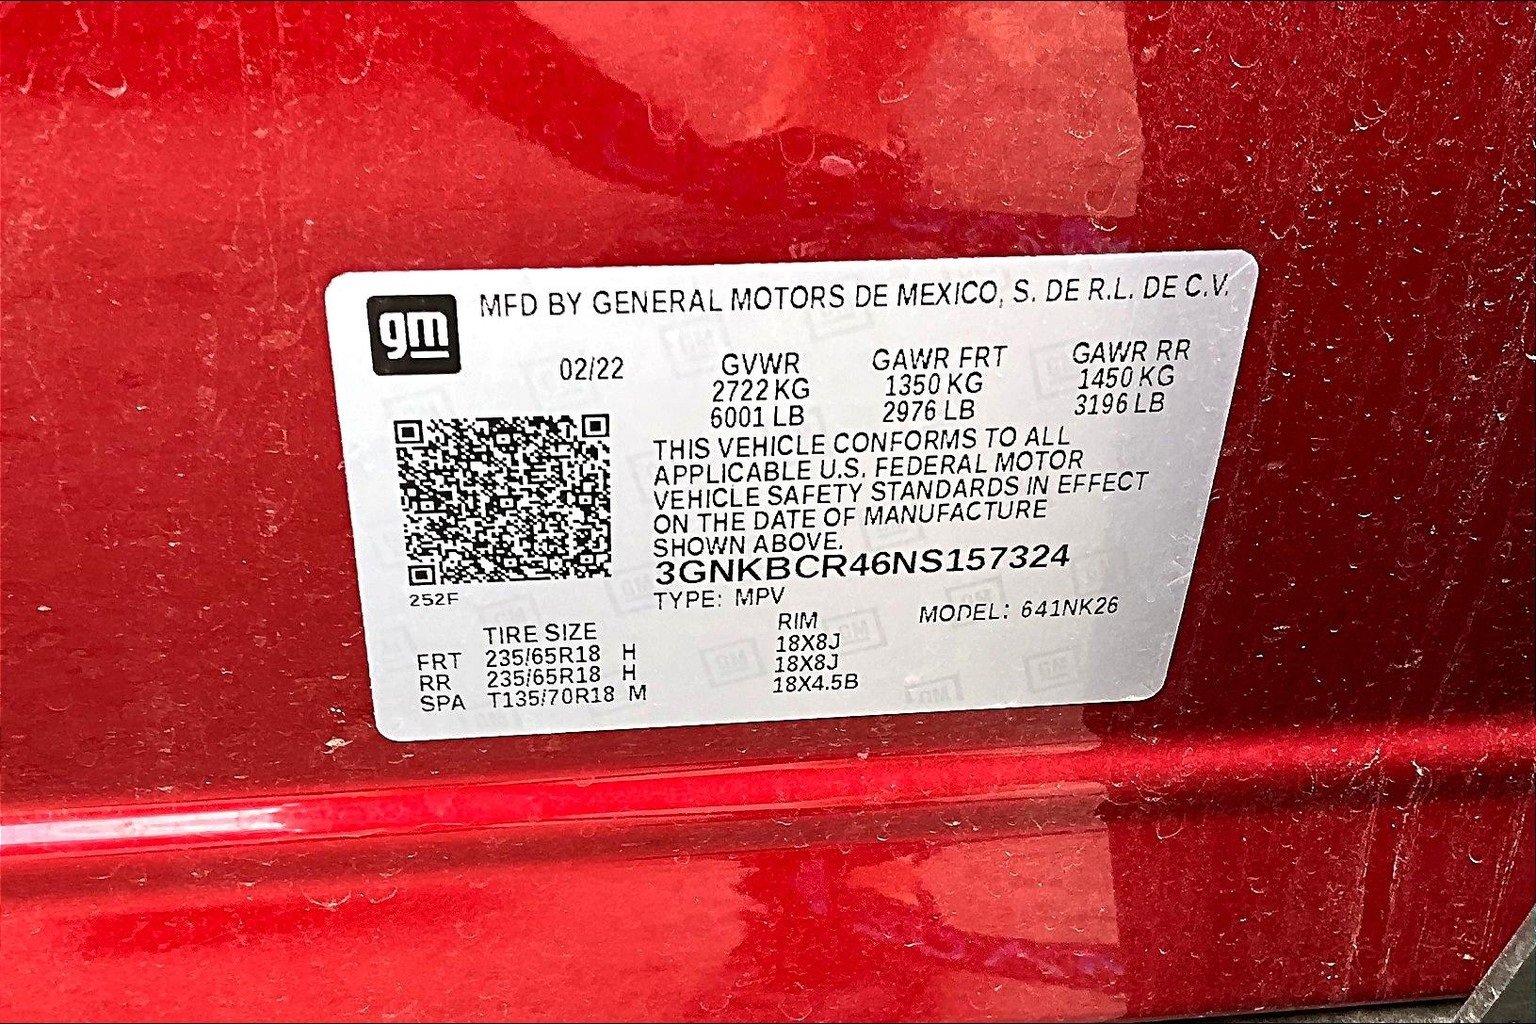 gm
MFD BY GENERAL MOTORS DE MEXICO, S. DE R.L. DE C.V.
02/22 GVWR GAWR FRT GAWR RR
2722 KG 1350 KG 1450 KG
6001 LB 2976 LB 3196 LB
THIS VEHICLE CONFORMS TO ALL
APPLICABLE U.S. FEDERAL MOTOR
VEHICLE SAFETY STANDARDS IN EFFECT
ON THE DATE OF MANUFACTURE
SHOWN ABOVE.
3GNKBCR46NS157324
252F
TYPE: MPV MODEL: 641NK26
TIRE SIZE RIM
FRT 235/65R18 H 18X8J
RR 235/65R18 H 18X8J
SPA T135/70R18 M 18X4.5B